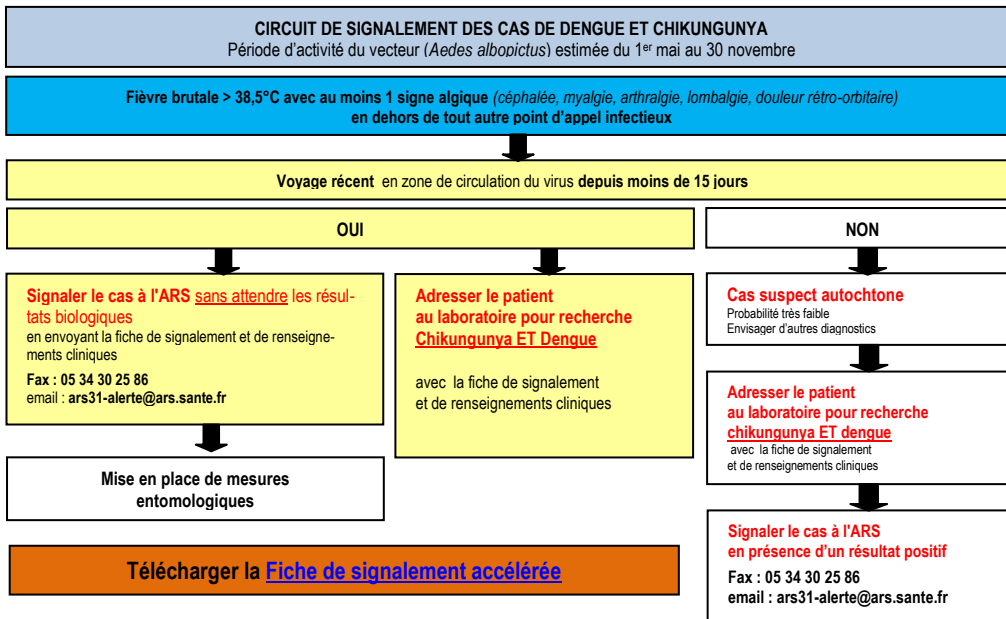 CIRCUIT DE SIGNALEMENT DES CAS DE DENGUE ET CHIKUNGUNYA
Période d'activité du vecteur (Aedes albopictus) estimée du 1er mai au 30 novembre
Fièvre brutale > 38,5°C avec au moins 1 signe algique (céphalée, myalgie, arthralgie, lombalgie, douleur rétro-orbitaire)
en dehors de tout autre point d'appel infectieux
Voyage récent en zone de circulation du virus depuis moins de 15 jours
OUI
NON
Signaler le cas à l'ARS sans attendre les résul-
tats biologiques
en envoyant la fiche de signalement et de renseigne-
ments cliniques
Fax : 05 34 30 25 86
email : ars31-alerte@ars.sante.fr
Adresser le patient
au laboratoire pour recherche
Chikungunya ET Dengue
avec la fiche de signalement
et de renseignements cliniques
Cas suspect autochtone
Probabilité très faible
Envisager d'autres diagnostics
Adresser le patient
au laboratoire pour recherche
chikungunya ET dengue
avec la fiche de signalement
et de renseignements cliniques
Mise en place de mesures
entomologiques
Signaler le cas à l'ARS
en présence d'un résultat positif
Fax : 05 34 30 25 86
email : ars31-alerte@ars.sante.fr
Télécharger la Fiche de signalement accélérée